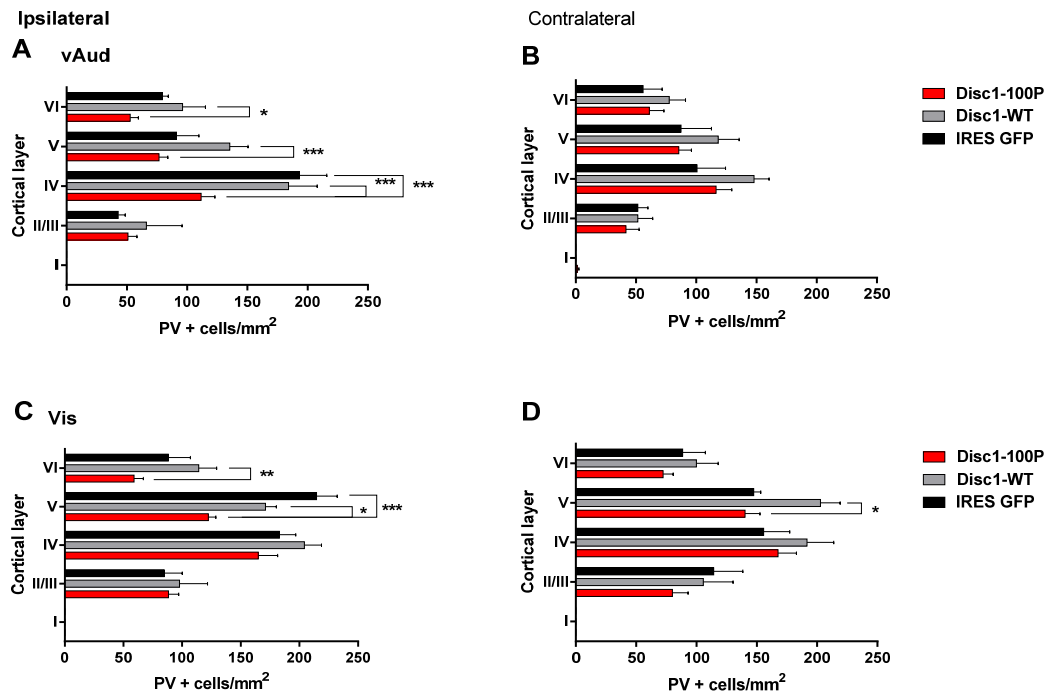 Ipsilateral
Contralateral
A
vAud
VI
V
IV
II/III
I
Cortical layer
*
***
***
***
0 50 100 150 200 250
PV + cells/mm2
B
VI
V
IV
II/III
I
Cortical layer
0 50 100 150 200 250
PV + cells/mm2
Disc1-100P
Disc1-WT
IRES GFP
C
Vis
VI
V
IV
II/III
I
Cortical layer
**
*
***
0 50 100 150 200 250
PV + cells/mm2
D
VI
V
IV
II/III
I
Cortical layer
*
0 50 100 150 200 250
PV + cells/mm2
Disc1-100P
Disc1-WT
IRES GFP